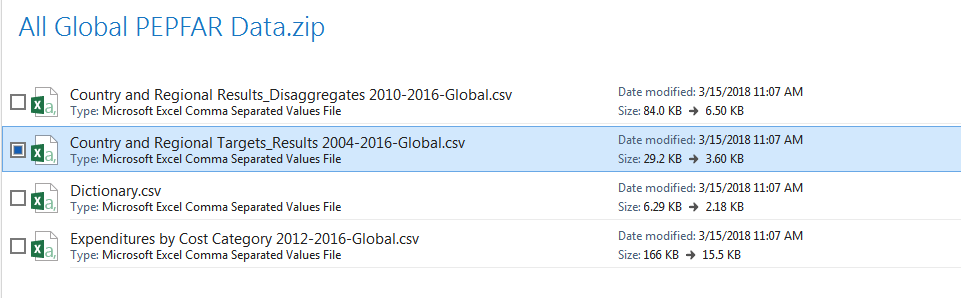 All Global PEPFAR Data.zip
Country and Regional Results_Disaggregates 2010-2016-Global.csv Date modified: 3/15/2018 11:07 AM
Type: Microsoft Excel Comma Separated Values File Size: 84.0 KB → 6.50 KB
Country and Regional Targets_Results 2004-2016-Global.csv Date modified: 3/15/2018 11:07 AM
Type: Microsoft Excel Comma Separated Values File Size: 29.2 KB → 3.60 KB
Dictionary.csv Date modified: 3/15/2018 11:07 AM
Type: Microsoft Excel Comma Separated Values File Size: 6.29 KB → 2.18 KB
Expenditures by Cost Category 2012-2016-Global.csv Date modified: 3/15/2018 11:07 AM
Type: Microsoft Excel Comma Separated Values File Size: 166 KB → 15.5 KB